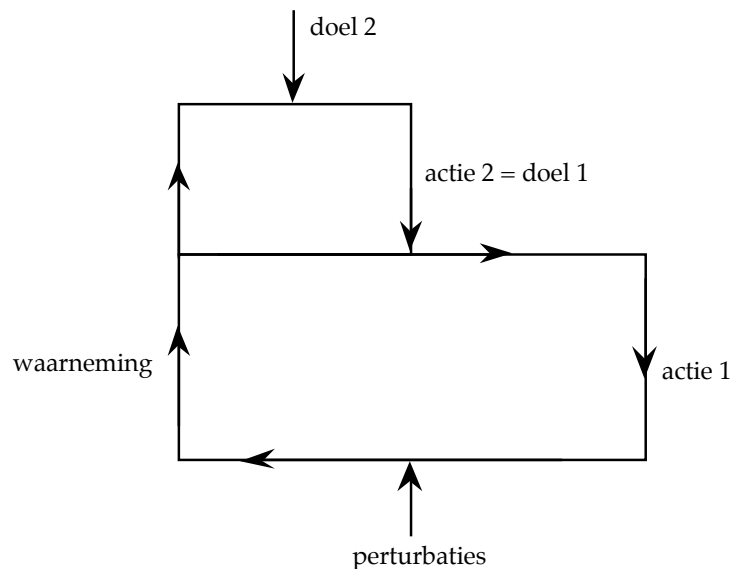 doel 2
actie 2 = doel 1
waarneming
actie 1
perturbaties